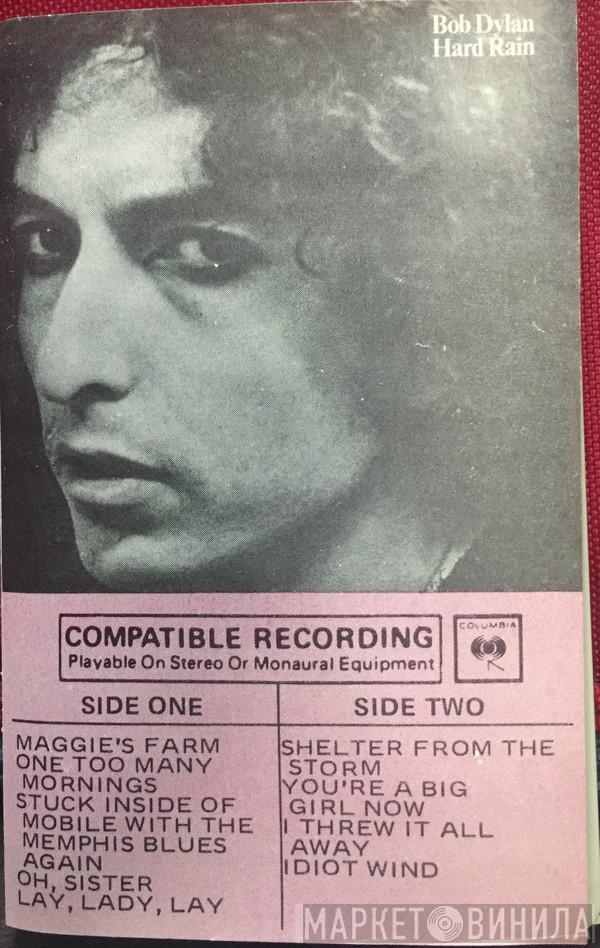 Bob Dylan
Hard Rain
COMPATIBLE RECORDING
Playable On Stereo Or Monaural Equipment
COLUMBIA
SIDE ONE
MAGGIE'S FARM
ONE TOO MANY
MORNINGS
STUCK INSIDE OF
MOBILE WITH THE
MEMPHIS BLUES
AGAIN
OH, SISTER
LAY, LADY, LAY
SIDE TWO
SHELTER FROM THE
STORM
YOU'RE A BIG
GIRL NOW
I THREW IT ALL
AWAY
IDIOT WIND
МАРКЕТ ВИНИЛА